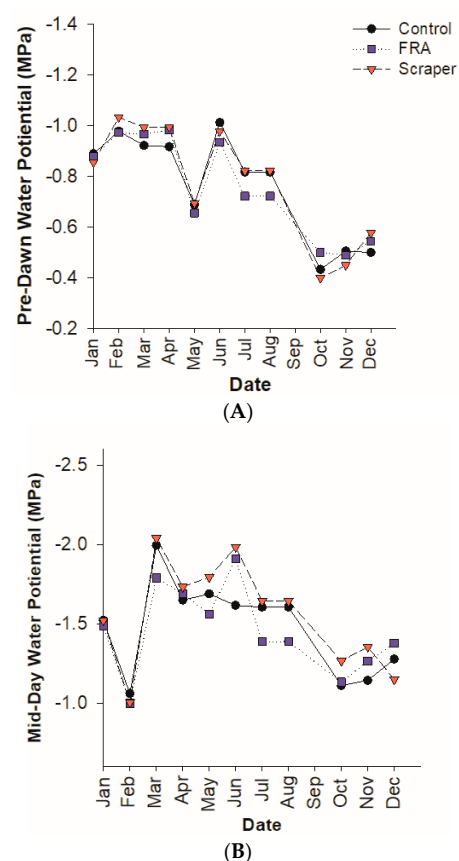 -1.4
-1.2
-1.0
-0.8
-0.6
-0.4
-0.2
Pre-Dawn Water Potiential (MPa)
Control
FRA
Scraper
Jan
Feb
Mar
Apr
May
Jun
Jul
Aug
Sep
Oct
Nov
Dec
Date
(A)
-2.5
-2.0
-1.5
-1.0
Mid-Day Water Potiential (MPa)
Jan
Feb
Mar
Apr
May
Jun
Jul
Aug
Sep
Oct
Nov
Dec
Date
(B)